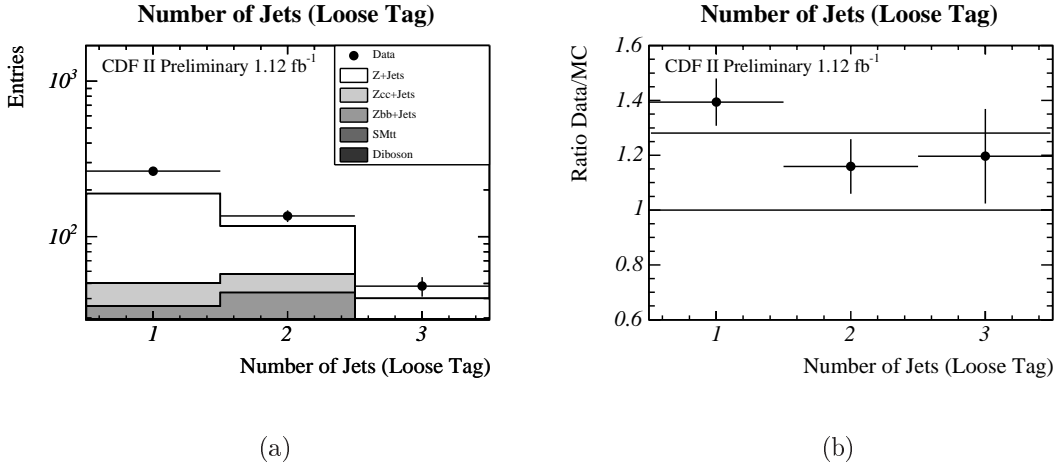 Number of Jets (Loose Tag)
Entries
CDF II Preliminary 1.12 fb⁻¹
Data
Z+Jets
Zcc+Jets
Zbb+Jets
SMtt
Diboson
10³
10²
1
2
3
Number of Jets (Loose Tag)
(a)
Number of Jets (Loose Tag)
Ratio Data/MC
CDF II Preliminary 1.12 fb⁻¹
1.6
1.4
1.2
1
0.8
0.6
1
2
3
Number of Jets (Loose Tag)
(b)